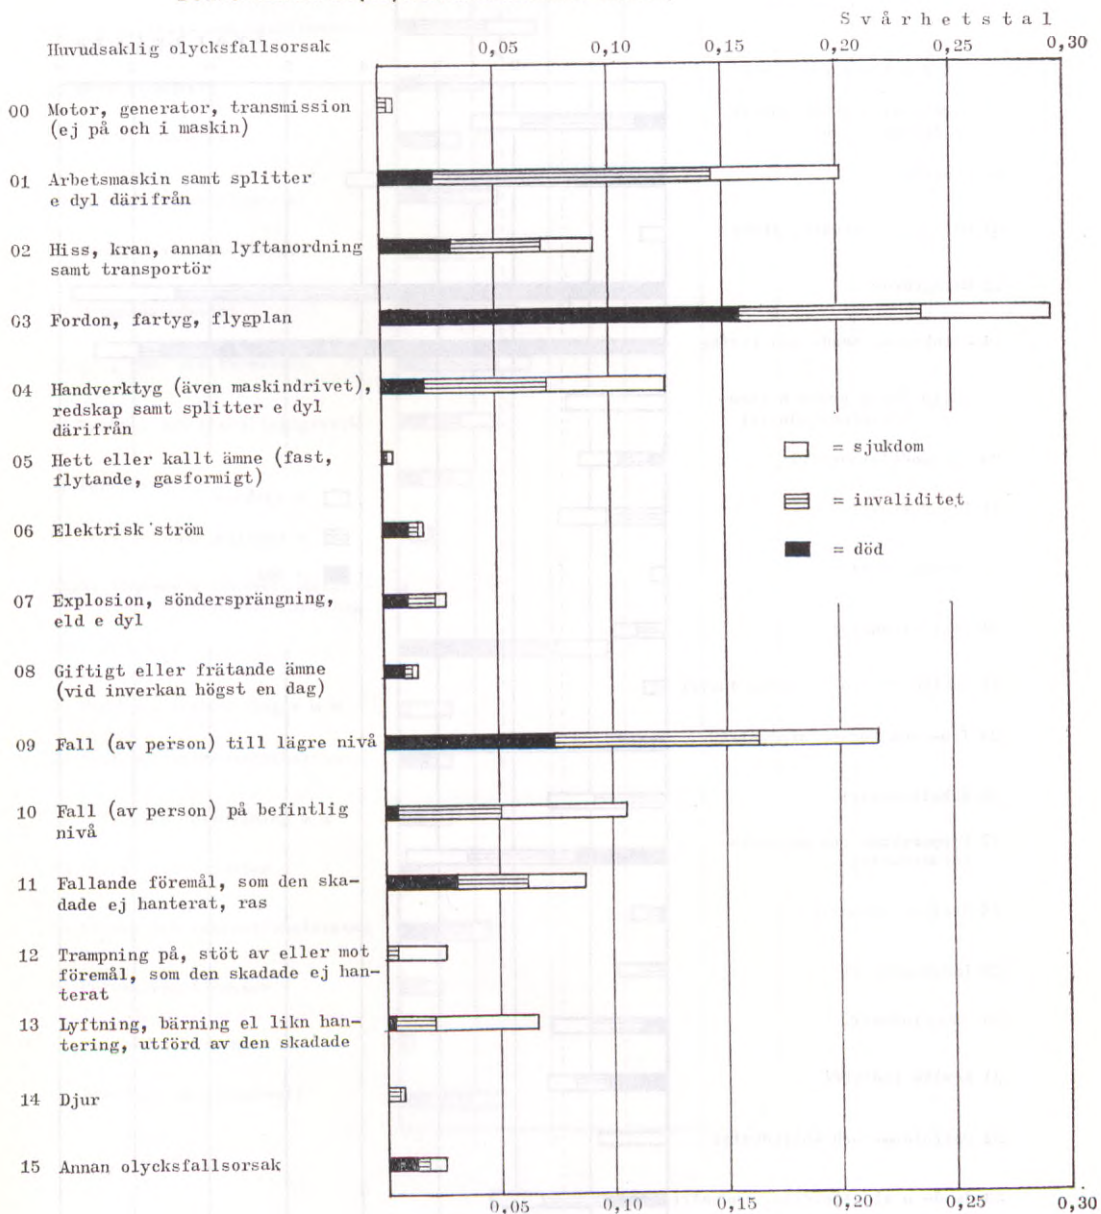 Svårhetstal
Huvudsaklig olycksfallsorsak 0,05 0,10 0,15 0,20 0,25 0,30
00 Motor, generator, transmission
(ej på och i maskin)
01 Arbetsmaskin samt splitter
e dyl därifrån
02 Hiss, kran, annan lyftanordning
samt transportör
03 Fordon, fartyg, flygplan
04 Handverktyg (även maskindrivet),
redskap samt splitter e dyl
därifrån
05 Hett eller kallt ämne (fast,
flytande, gasformigt)
06 Elektrisk ström
07 Explosion, söndersprängning,
eld e dyl
08 Giftigt eller frätande ämne
(vid inverkan högst en dag)
09 Fall (av person) till lägre nivå
10 Fall (av person) på befintlig
nivå
11 Fallande föremål, som den ska-
dade ej hanterat, ras
12 Trampning på, stöt av eller mot
föremål, som den skadade ej han-
terat
13 Lyftning, bärning el likn han-
tering, utförd av den skadade
14 Djur
15 Annan olycksfallsorsak
= sjukdom
= invaliditet
= död
0,05 0,10 0,15 0,20 0,25 0,30